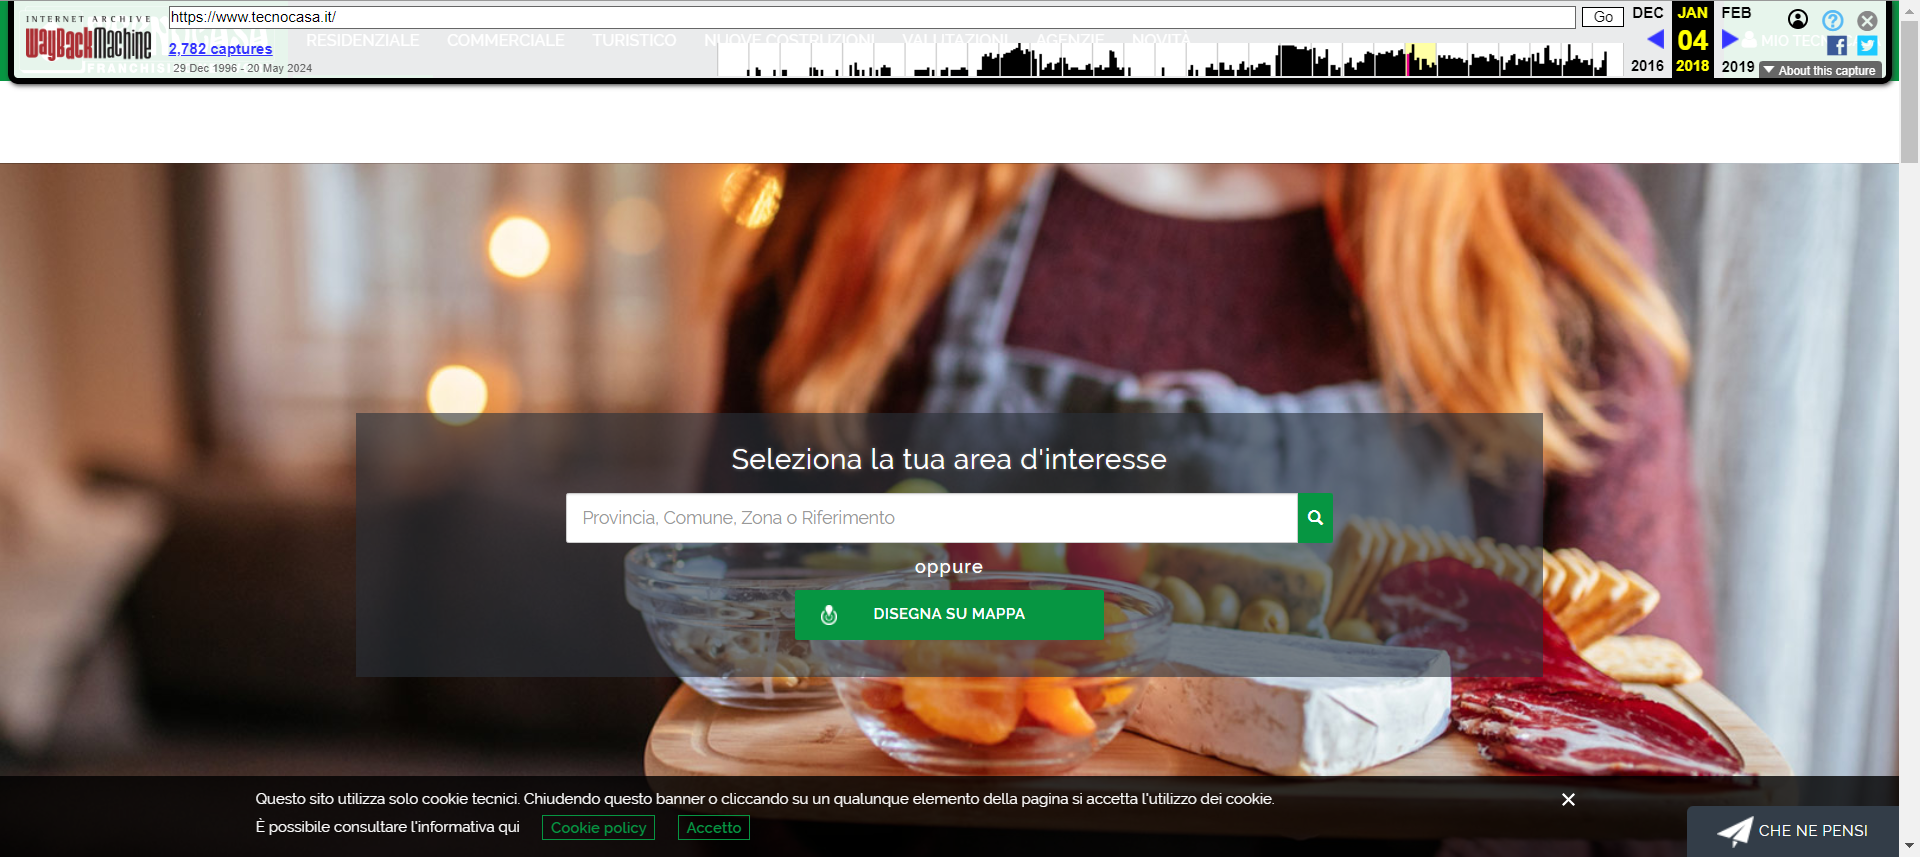 INTERNET ARCHIVE
WayBackMachine
https://www.tecnocasa.it/
Go
DEC
JAN
FEB
2,782 captures
04
29 Dec 1996 - 20 May 2024
2016
2018
2019
About this capture
RESIDENZIALE
COMMERCIALE
TURISTICO
NUOVE COSTRUZIONI
VALUTAZIONI
AGENZIE
NOVITÀ
Seleziona la tua area d'interesse
Provincia, Comune, Zona o Riferimento
oppure
DISEGNA SU MAPPA
Questo sito utilizza solo cookie tecnici. Chiudendo questo banner o cliccando su un qualunque elemento della pagina si accetta l'utilizzo dei cookie.
È possibile consultare l'informativa qui Cookie policy Accetto
CHE NE PENSI